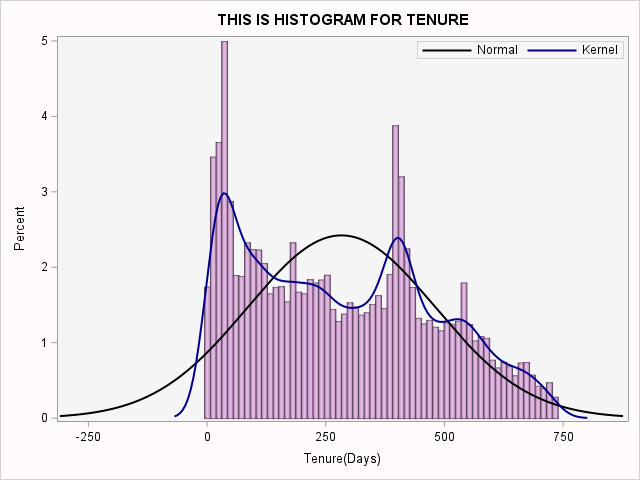 THIS IS HISTOGRAM FOR TENURE
Normal
Kernel
5
4
3
2
1
0
Percent
-250
0
250
500
750
Tenure(Days)